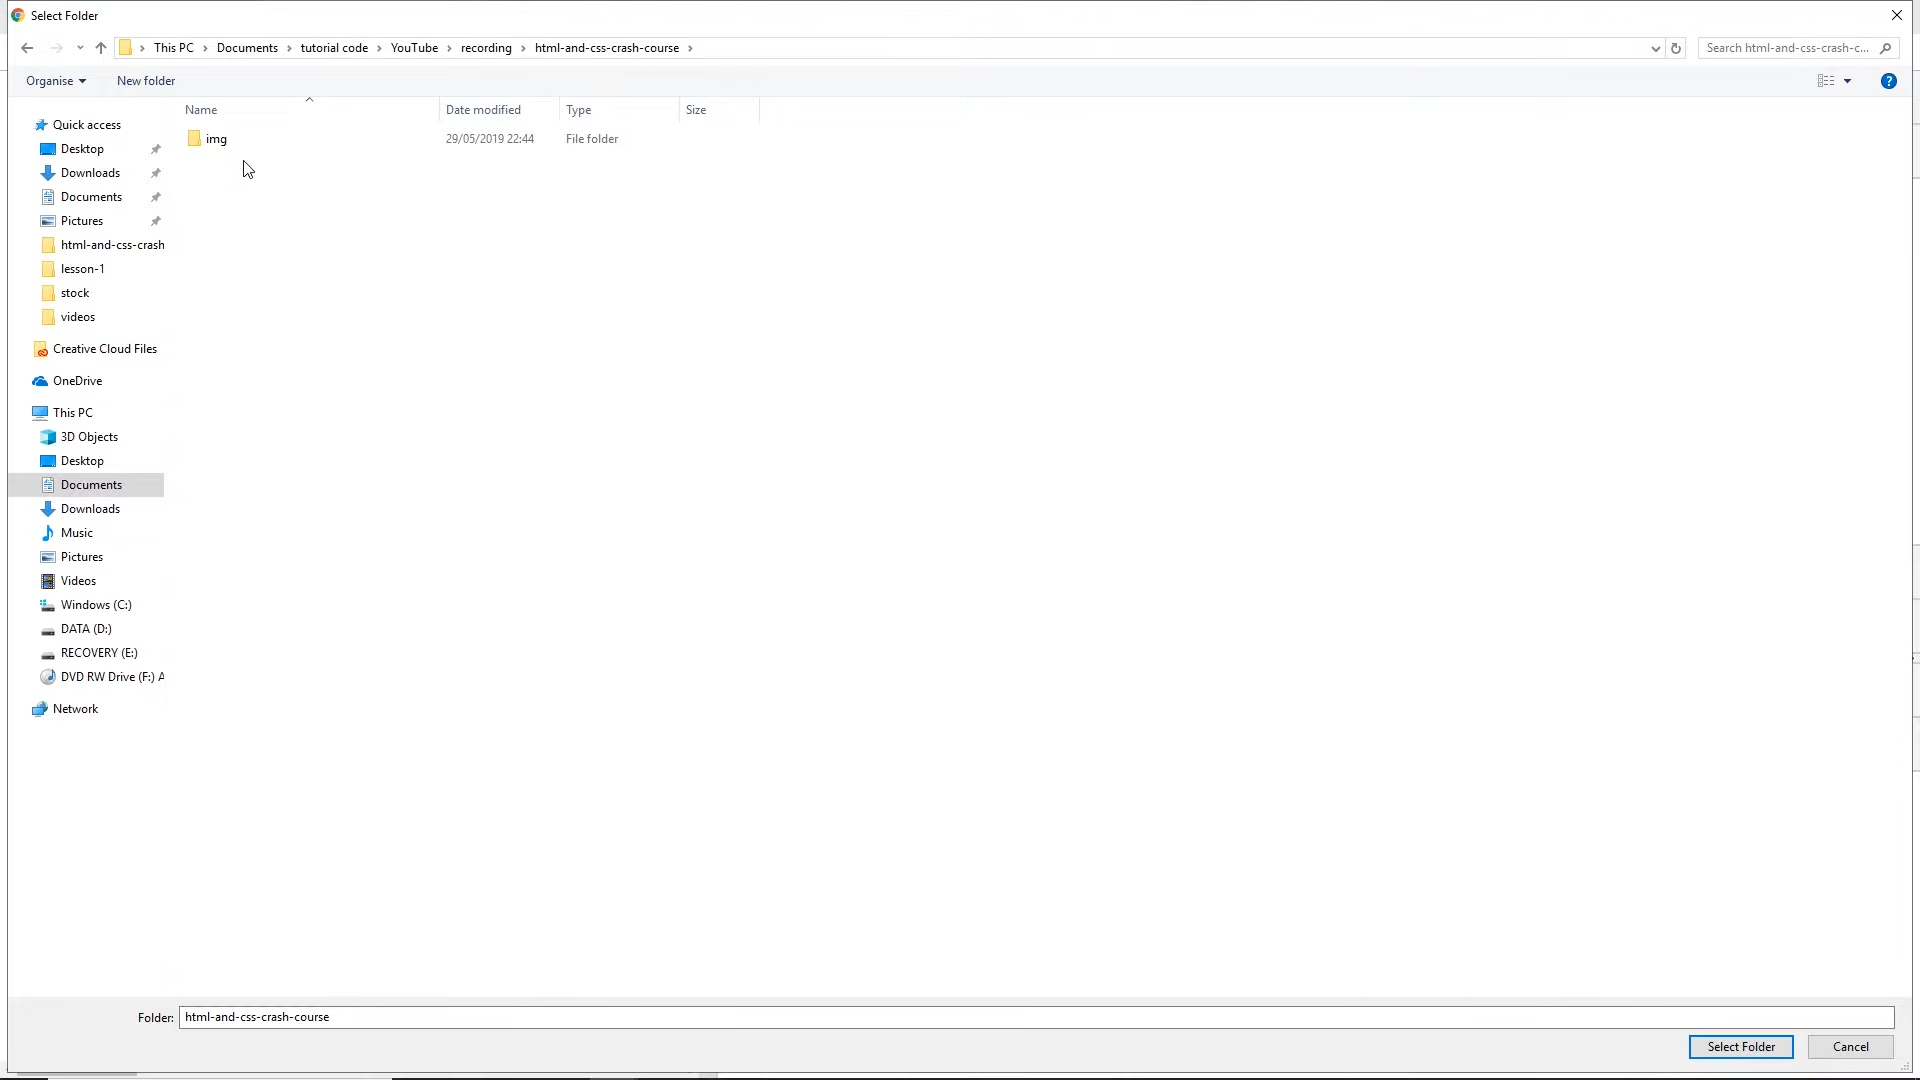 Select Folder
This PC > Documents > tutorial code > YouTube > recording > html-and-css-crash-course >
Search html-and-css-crash-c...
Organise
New folder
?
Name
Date modified
Type
Size
img
29/05/2019 22:44
File folder
Quick access
Desktop
Downloads
Documents
Pictures
html-and-css-crash
lesson-1
stock
videos
Creative Cloud Files
OneDrive
This PC
3D Objects
Desktop
Documents
Downloads
Music
Pictures
Videos
Windows (C:)
DATA (D:)
RECOVERY (E:)
DVD RW Drive (F:) A
Network
Folder: html-and-css-crash-course
Select Folder
Cancel